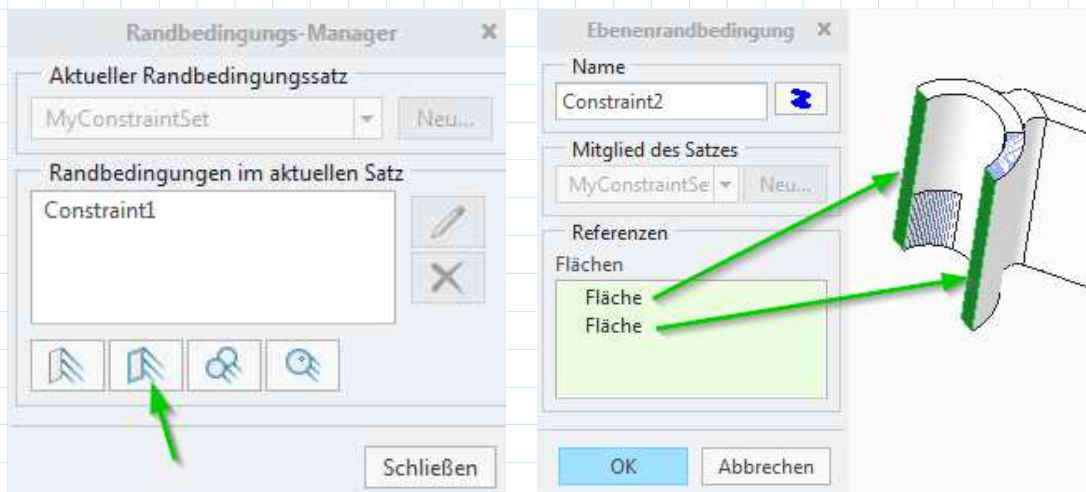 Randbedingungs-Manager
Aktueller Randbedingungssatz
MyConstraintSet
Neu...
Randbedingungen im aktuellen Satz
Constraint1
Schließen
Ebenenrandbedingung
Name
Constraint2
Mitglied des Satzes
MyConstraintSe
Neu...
Referenzen
Flächen
Fläche
Fläche
OK
Abbrechen